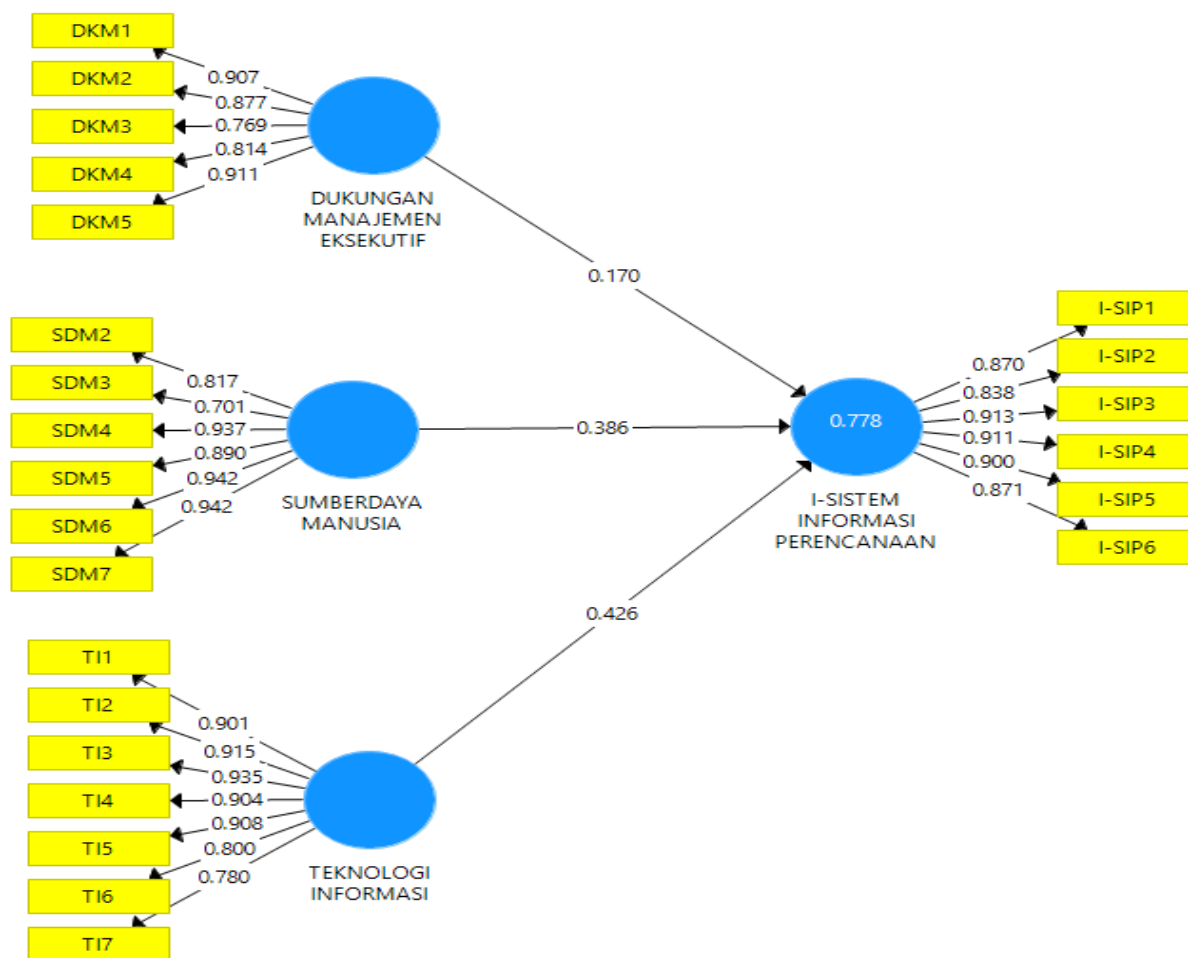 DKM1
DKM2
DKM3
DKM4
DKM5
0.907
0.877
0.769
0.814
0.911
DUKUNGAN
MANAJEMEN
EKSEKUTIF
0.170
SDM2
SDM3
SDM4
SDM5
SDM6
SDM7
0.817
0.701
0.937
0.890
0.942
0.942
SUMBERDAYA
MANUSIA
0.386
TI1
TI2
TI3
TI4
TI5
TI6
TI7
0.901
0.915
0.935
0.904
0.908
0.800
0.780
TEKNOLOGI
INFORMASI
0.426
0.778
I-SISTEM
INFORMASI
PERENCANAAN
0.870
0.838
0.913
0.911
0.900
0.871
I-SIP1
I-SIP2
I-SIP3
I-SIP4
I-SIP5
I-SIP6